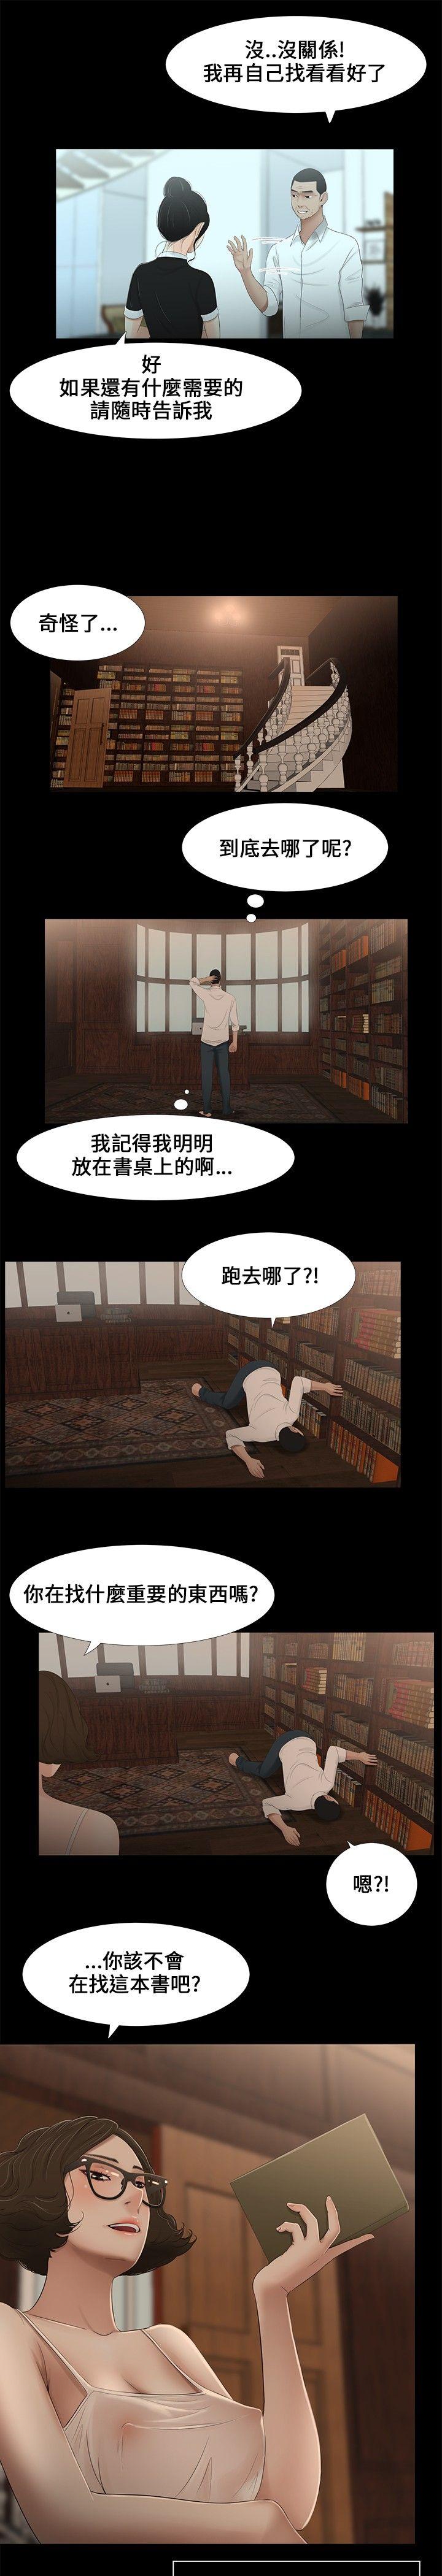 沒..沒關係!
我再自己找看看好了
好
如果還有什麼需要的
請隨時告訴我
奇怪了...
到底去哪了呢?
我記得我明明
放在書桌上的啊...
跑去哪了?!
你在找什麼重要的東西嗎?
嗯?!
...你該不會
在找這本書吧?